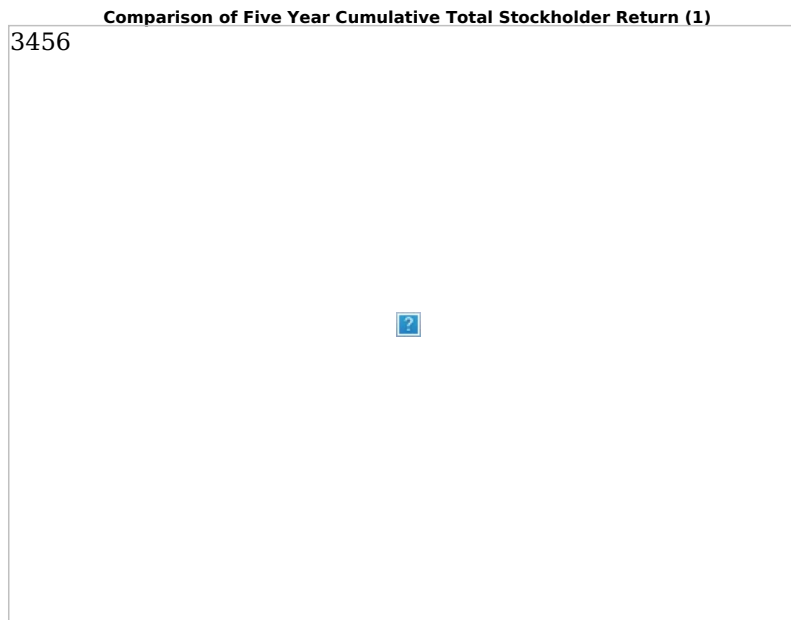 Comparison of Five Year Cumulative Total Stockholder Return (1)
3456
?